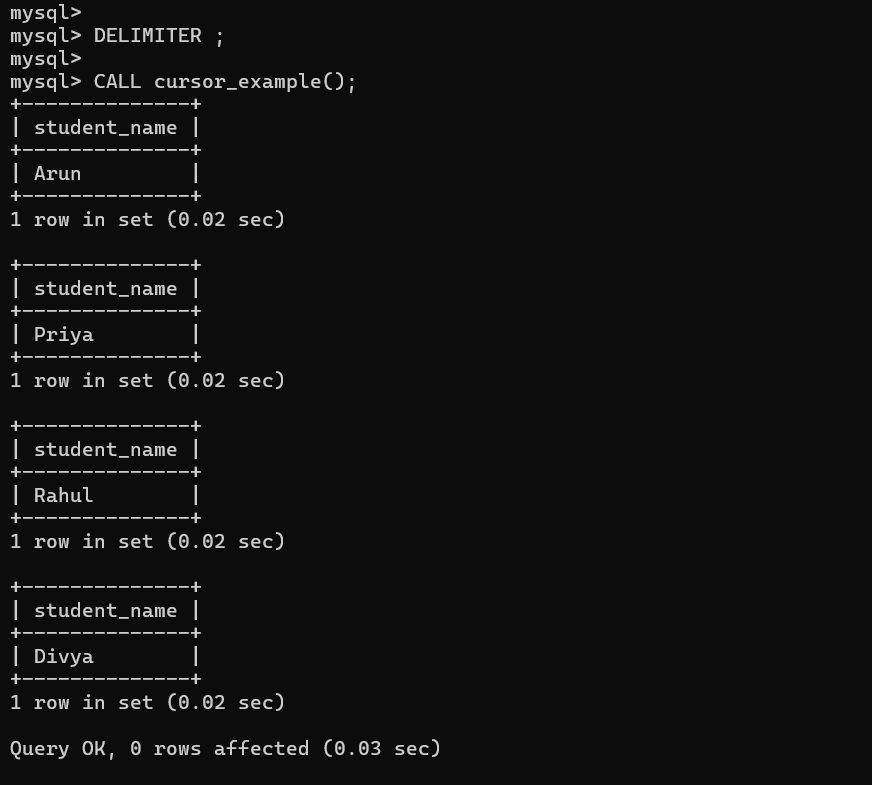 mysql>
mysql> DELIMITER ;
mysql>
mysql> CALL cursor_example();
+--------------+
| student_name |
+--------------+
| Arun         |
+--------------+
1 row in set (0.02 sec)

+--------------+
| student_name |
+--------------+
| Priya        |
+--------------+
1 row in set (0.02 sec)

+--------------+
| student_name |
+--------------+
| Rahul        |
+--------------+
1 row in set (0.02 sec)

+--------------+
| student_name |
+--------------+
| Divya        |
+--------------+
1 row in set (0.02 sec)

Query OK, 0 rows affected (0.03 sec)